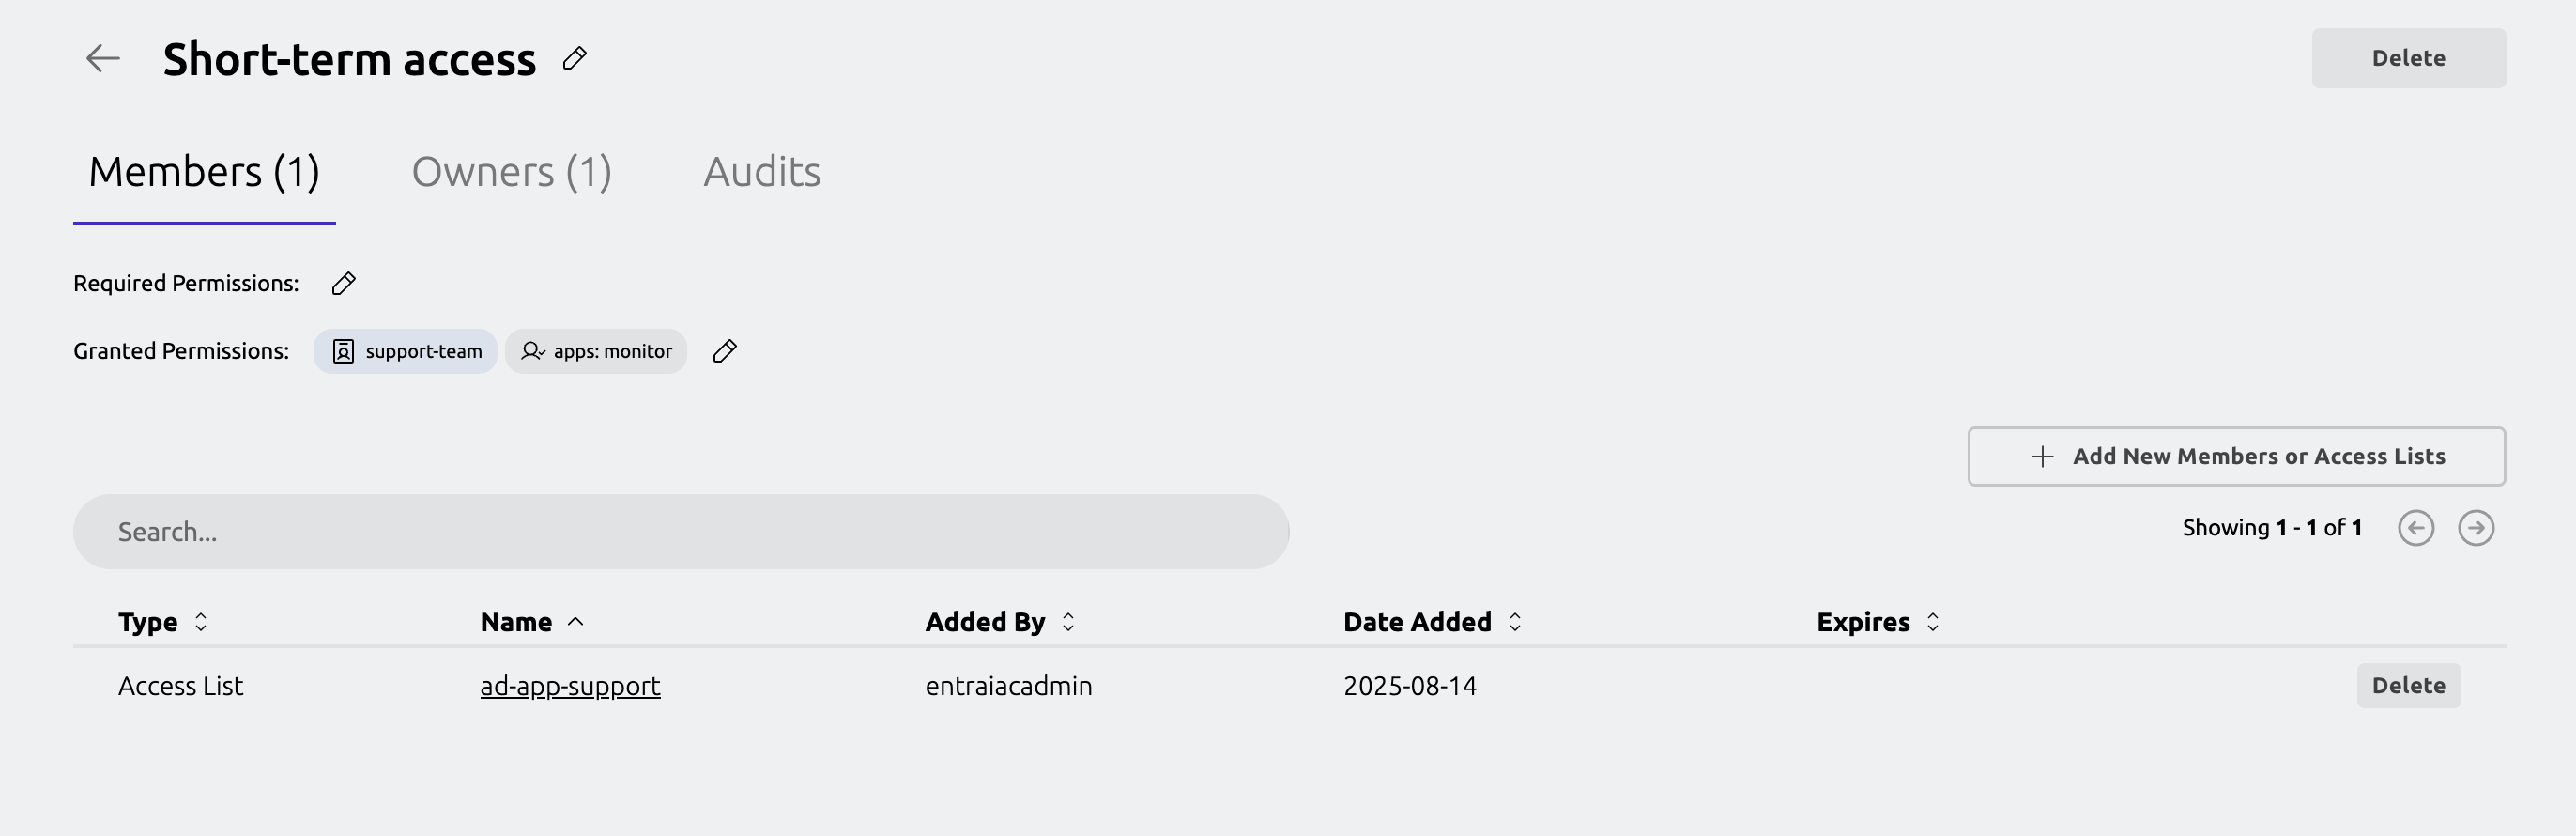 Short-term access
Delete
Members (1) Owners (1) Audits
Required Permissions:
Granted Permissions: support-team apps: monitor
+ Add New Members or Access Lists
Search...
Showing 1 - 1 of 1
Type Name Added By Date Added Expires
Access List ad-app-support entraiacadmin 2025-08-14 Delete